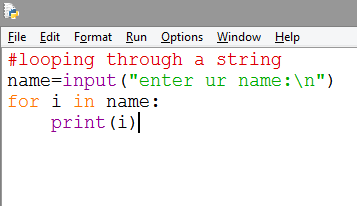 File Edit Format Run Options Window Help
#looping through a string
name=input("enter ur name:\n")
for i in name:
    print(i)